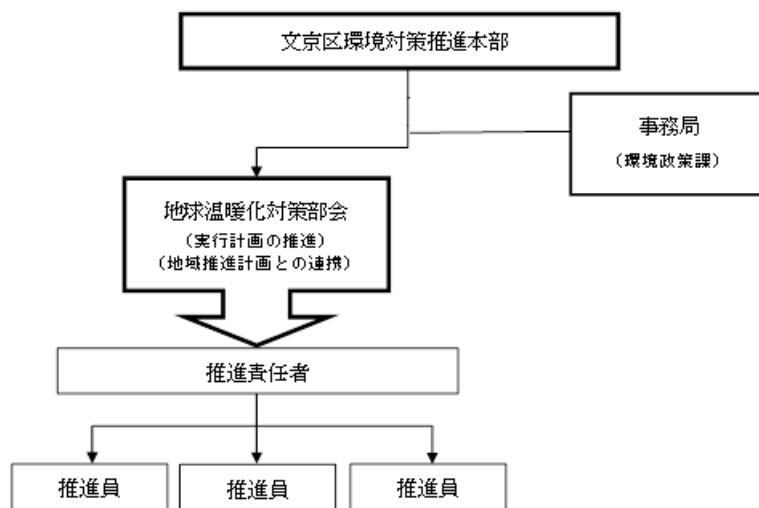 文京区環境対策推進本部
事務局
（環境政策課）
地球温暖化対策部会
（実行計画の推進）
（地域推進計画との連携）
推進責任者
推進員
推進員
推進員